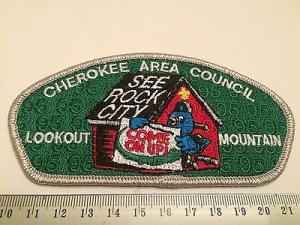 CHEROKEE AREA COUNCIL
SEE
ROCK
CITY
COME
ON UP!
LOOKOUT MOUNTAIN
10 11 12 13 14 15 16 17 18 19 20 21